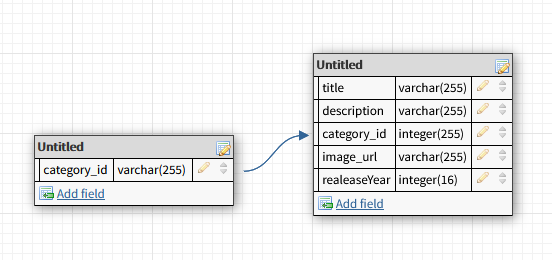 Untitled
category_id varchar(255)
Add field
Untitled
title varchar(255)
description varchar(255)
category_id integer(255)
image_url varchar(255)
realeaseYear integer(16)
Add field